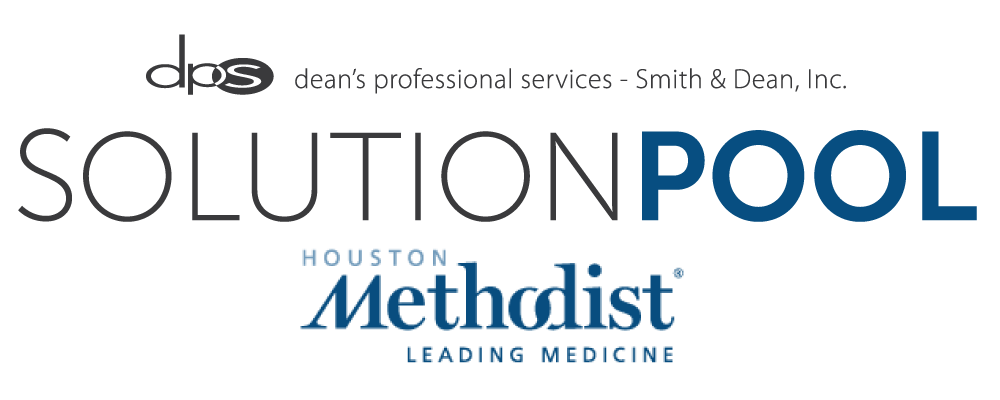 dps dean's professional services - Smith & Dean, Inc.
SOLUTIONPOOL
HOUSTON
Methodist®
LEADING MEDICINE